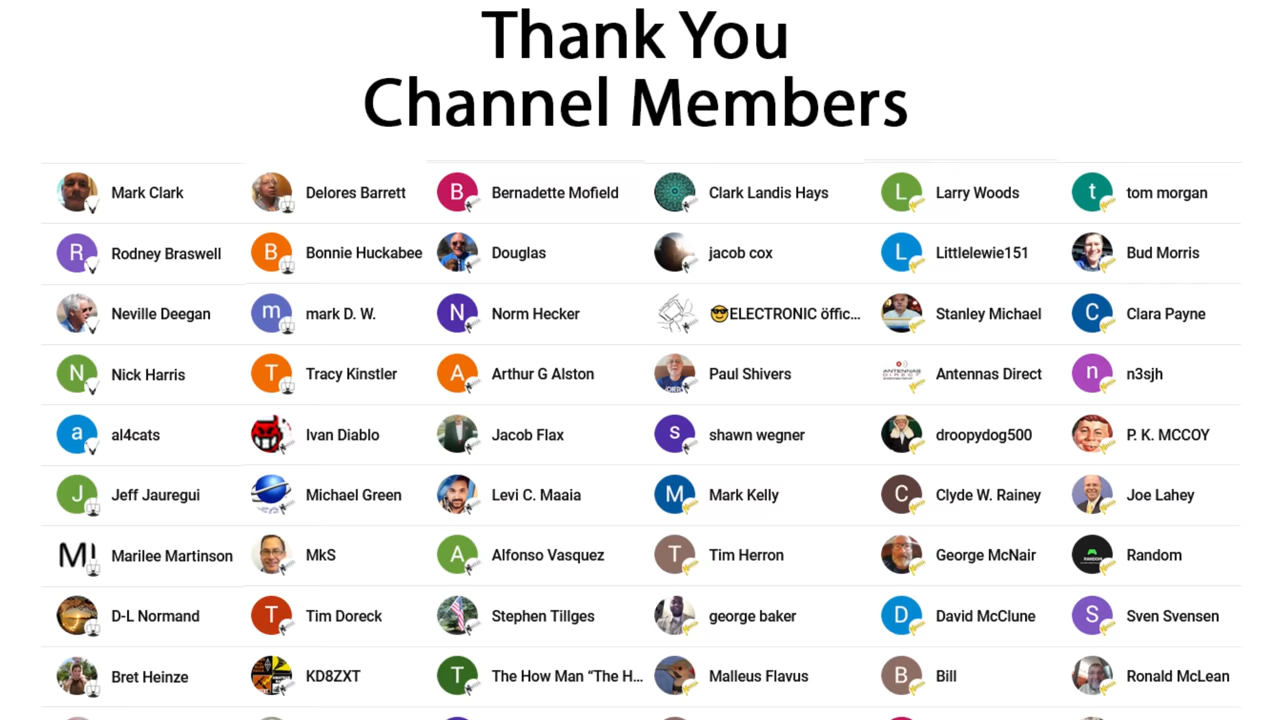 Thank You
Channel Members
Mark Clark Delores Barrett B Bernadette Mofield Clark Landis Hays L Larry Woods t tom morgan
R Rodney Braswell B Bonnie Huckabee Douglas jacob cox L Littlelewie151 Bud Morris
Neville Deegan m mark D. W. N Norm Hecker 😎ELECTRONIC öffic... Stanley Michael C Clara Payne
N Nick Harris T Tracy Kinstler A Arthur G Alston Paul Shivers ANTENNAS DIRECT Antennas Direct n n3sjh
a al4cats Ivan Diablo Jacob Flax s shawn wegner droopydog500 P. K. MCCOY
J Jeff Jauregui Michael Green Levi C. Maaia M Mark Kelly C Clyde W. Rainey Joe Lahey
Marilee Martinson MkS A Alfonso Vasquez T Tim Herron George McNair RANDOM Random
D-L Normand T Tim Doreck Stephen Tillges george baker D David McClune S Sven Svensen
Bret Heinze KD8ZXT T The How Man “The H... Malleus Flavus B Bill Ronald McLean